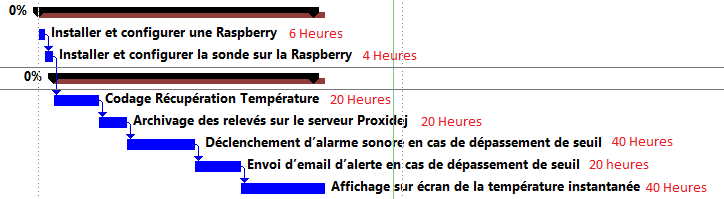 0%
Installer et configurer une Raspberry 6 Heures
Installer et configurer la sonde sur la Raspberry 4 Heures
0%
Codage Récupération Température 20 Heures
Archivage des relevés sur le serveur Proxidej 20 Heures
Déclenchement d'alarme sonore en cas de dépassement de seuil 40 Heures
Envoi d'email d'alerte en cas de dépassement de seuil 20 heures
Affichage sur écran de la température instantanée 40 Heures